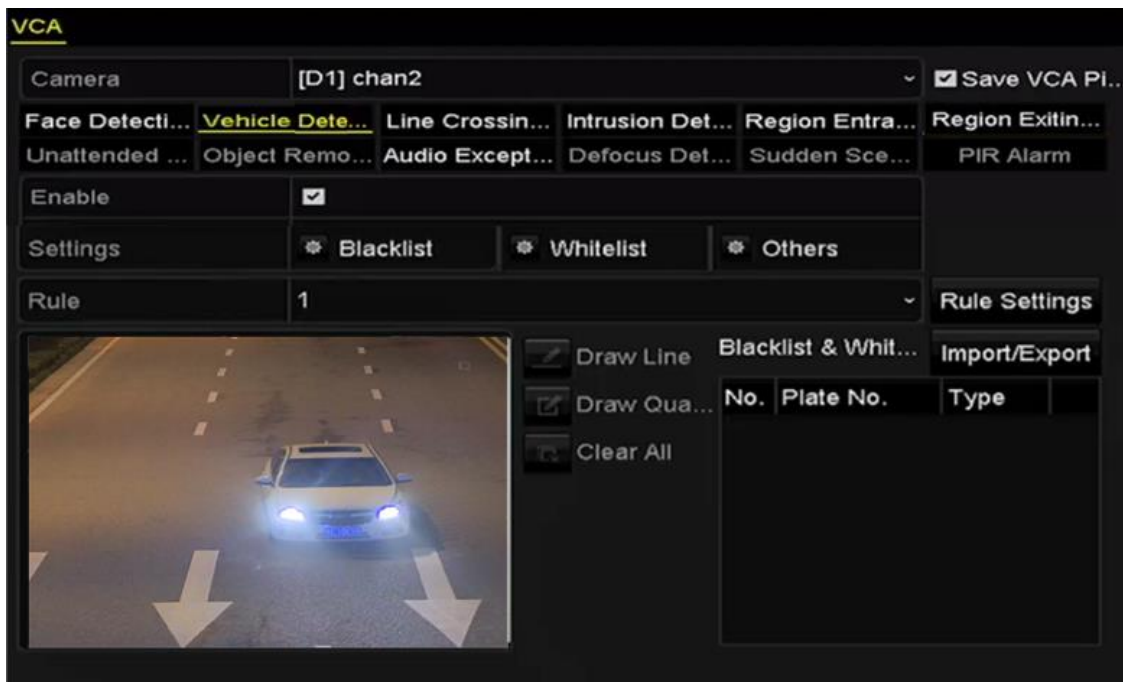 VCA
Camera [D1] chan2 Save VCA Pi...
Face Detecti... Vehicle Dete... Line Crossin... Intrusion Det... Region Entra... Region Exitin...
Unattended ... Object Remo... Audio Except... Defocus Det... Sudden Sce... PIR Alarm
Enable
Settings Blacklist Whitelist Others
Rule 1 Rule Settings
Draw Line Blacklist & Whit... Import/Export
Draw Qua... No. Plate No. Type
Clear All